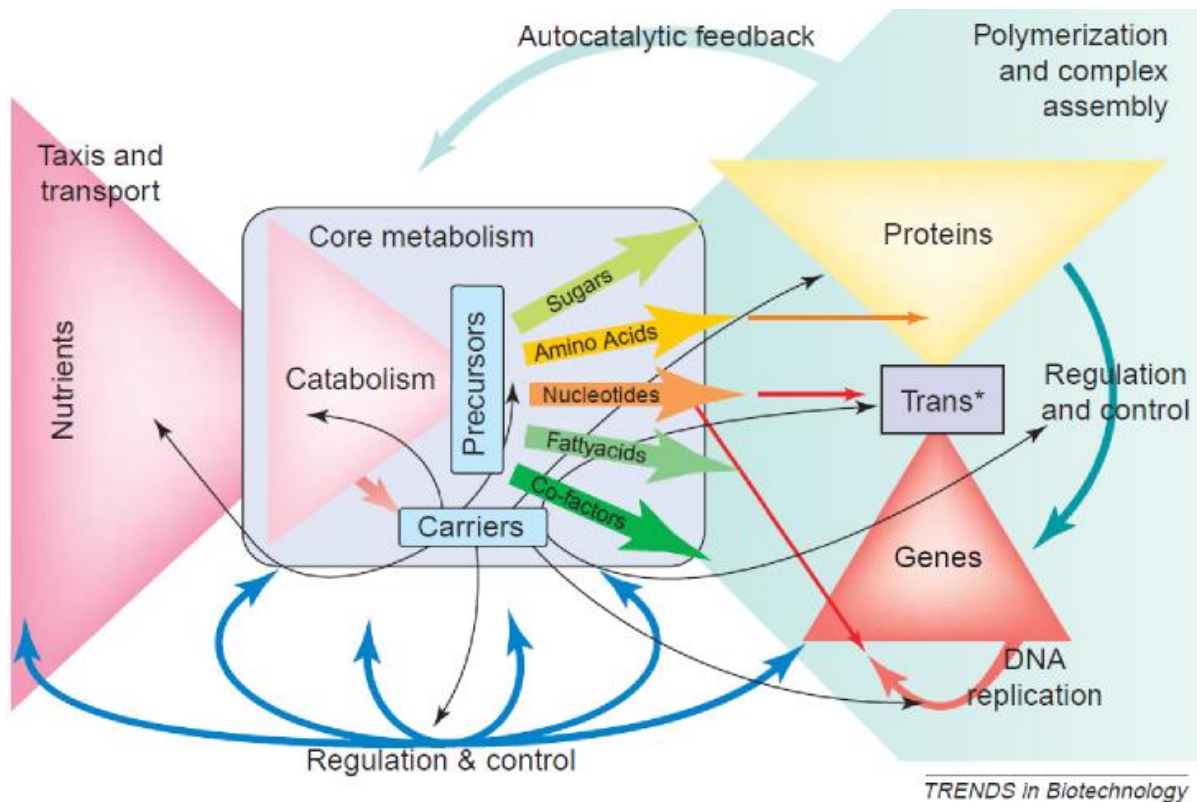 Autocatalytic feedback
Polymerization
and complex
assembly
Taxis and
transport
Nutrients
Core metabolism
Catabolism
Precursors
Carriers
Sugars
Amino Acids
Nucleotides
Fattyacids
Co-factors
Proteins
Trans*
Regulation
and control
Genes
DNA
replication
Regulation & control
TRENDS in Biotechnology